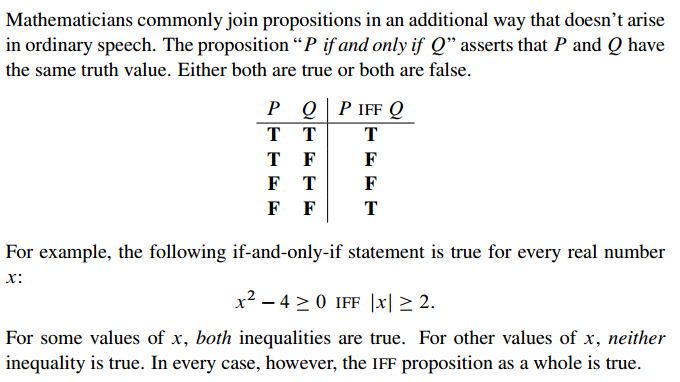 Mathematicians commonly join propositions in an additional way that doesn’t arise
in ordinary speech. The proposition “P if and only if Q” asserts that P and Q have
the same truth value. Either both are true or both are false.
P Q P IFF Q
T T T
T F F
F T F
F F T
For example, the following if-and-only-if statement is true for every real number
x:
x² – 4 ≥ 0 IFF |x| ≥ 2.
For some values of x, both inequalities are true. For other values of x, neither
inequality is true. In every case, however, the IFF proposition as a whole is true.